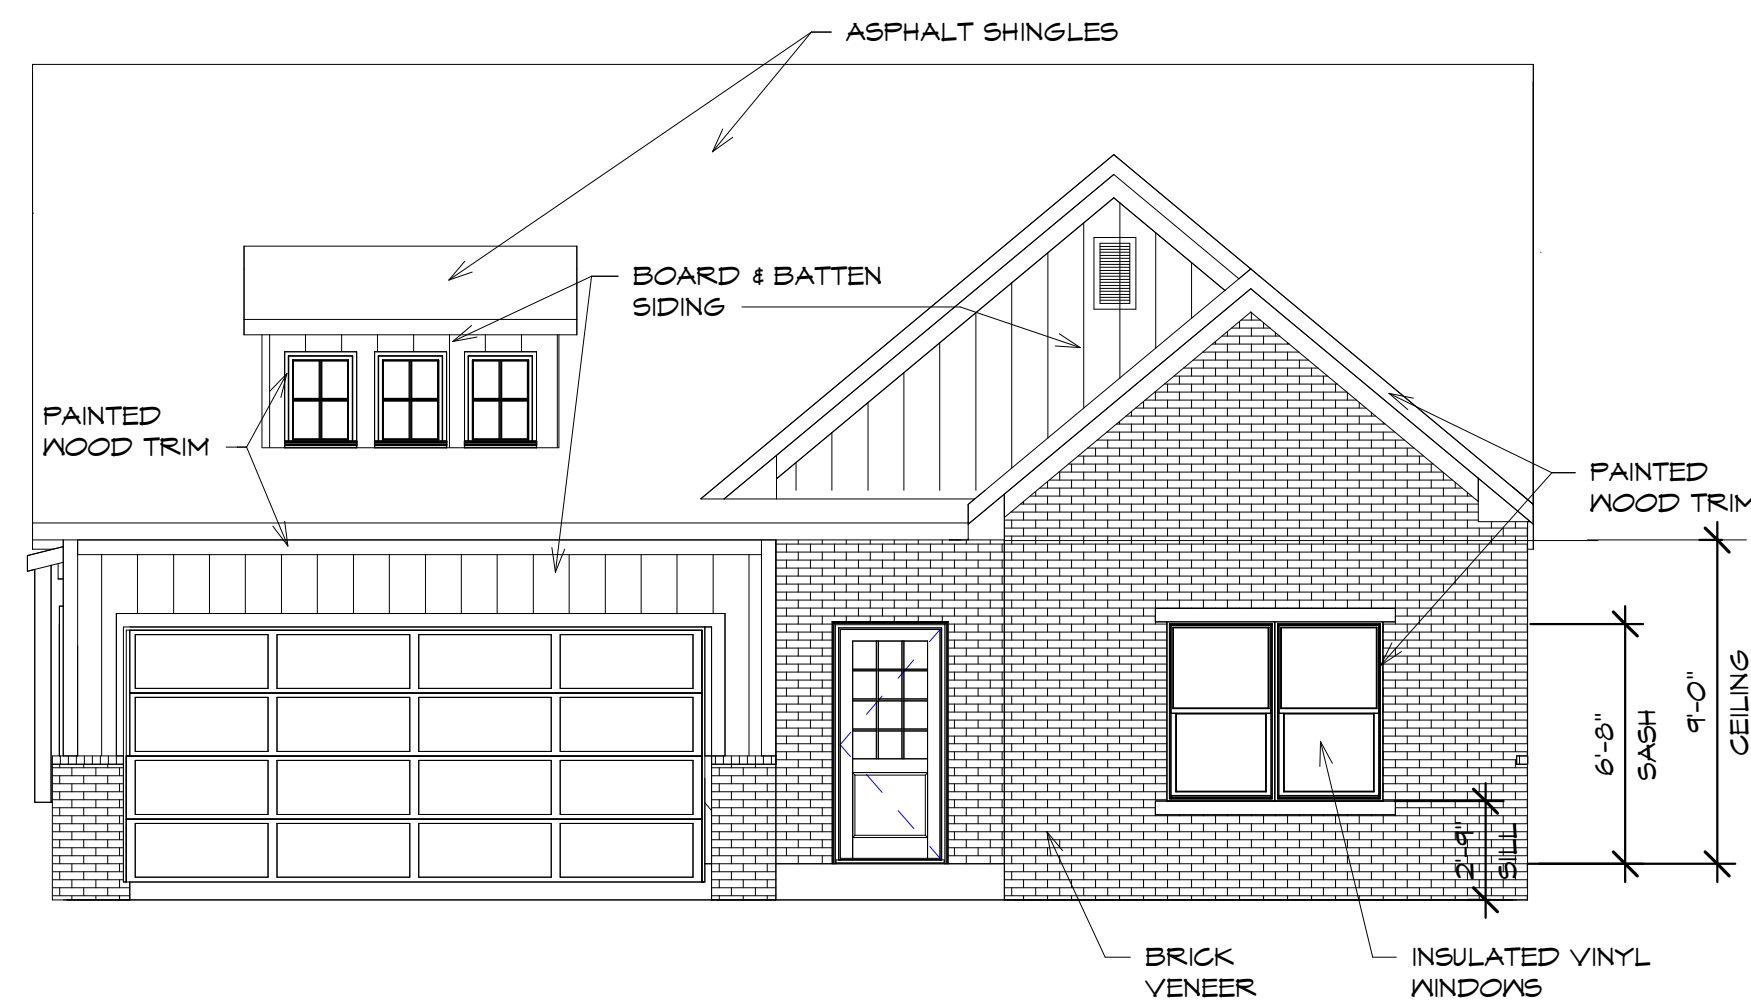 ASPHALT SHINGLES
BOARD & BATTEN
SIDING
PAINTED
WOOD TRIM
PAINTED
WOOD TRIM
6'-8"
SASH
9'-0"
CEILING
2'-9"
SILL
BRICK
VENEER
INSULATED VINYL
WINDOWS